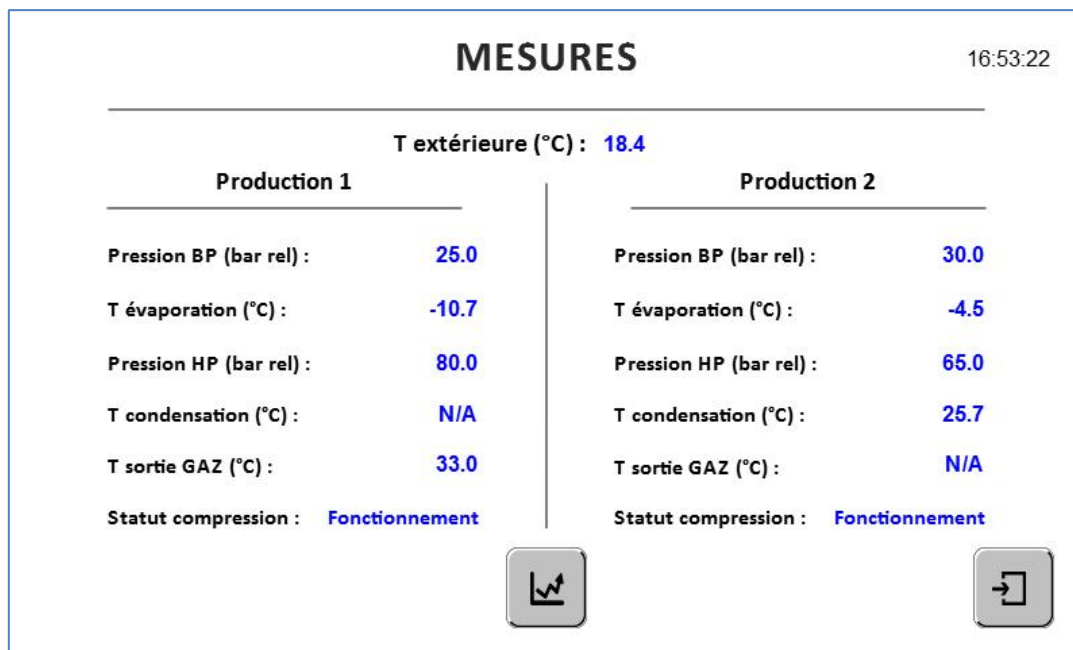 MESURES
16:53:22
T extérieure (°C) : 18.4
Production 1
Pression BP (bar rel) : 25.0
T évaporation (°C) : -10.7
Pression HP (bar rel) : 80.0
T condensation (°C) : N/A
T sortie GAZ (°C) : 33.0
Statut compression : Fonctionnement
Production 2
Pression BP (bar rel) : 30.0
T évaporation (°C) : -4.5
Pression HP (bar rel) : 65.0
T condensation (°C) : 25.7
T sortie GAZ (°C) : N/A
Statut compression : Fonctionnement